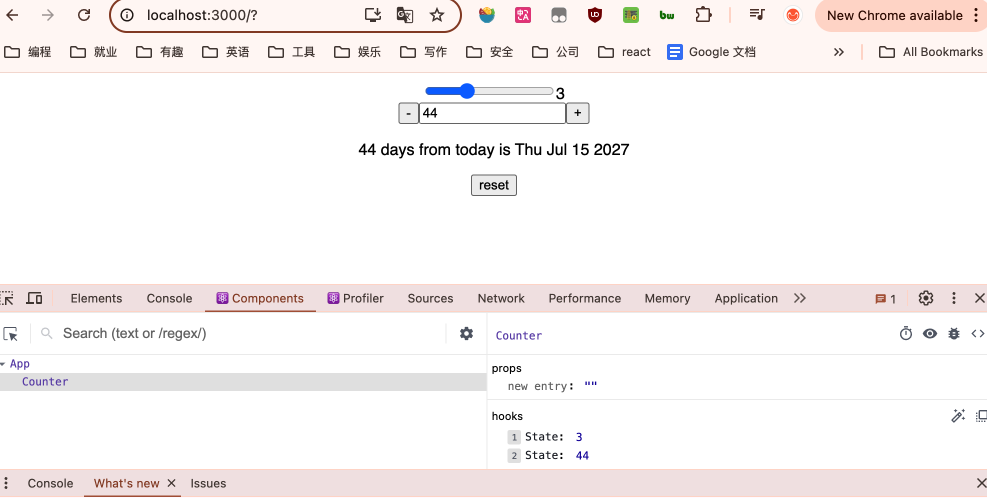 localhost:3000/?
New Chrome available
编程 就业 有趣 英语 工具 娱乐 写作 安全 公司 react Google 文档 All Bookmarks
3
- 44 +
44 days from today is Thu Jul 15 2027
reset
Elements Console Components Profiler Sources Network Performance Memory Application 1
Search (text or /regex/)
Counter
App
Counter
props
new entry: ""
hooks
1 State: 3
2 State: 44
Console What's new Issues